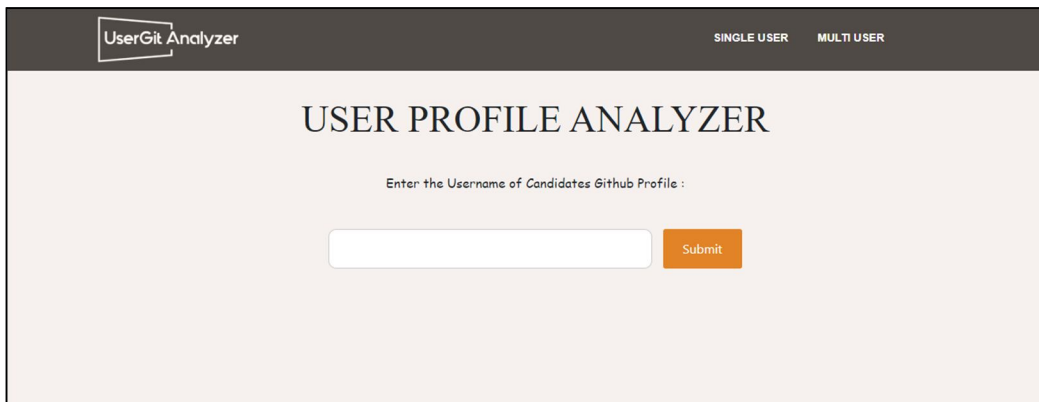 UserGit Analyzer
SINGLE USER MULTI USER
USER PROFILE ANALYZER
Enter the Username of Candidates Github Profile :
Submit